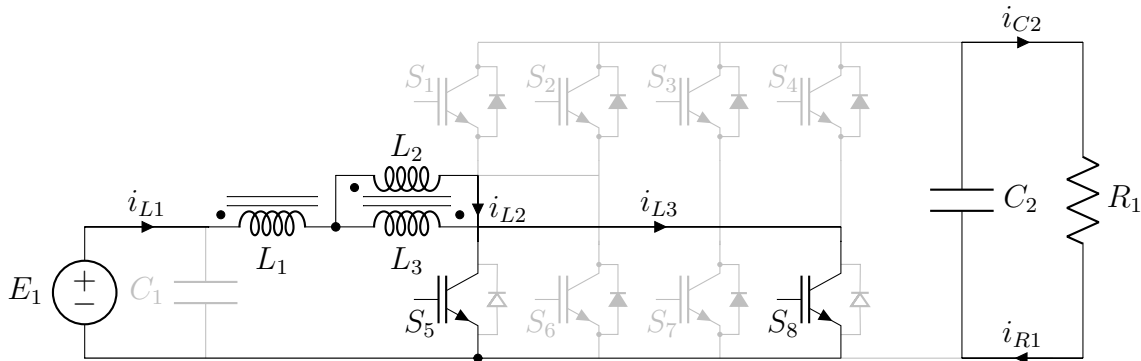 i_{C2}
S_1 S_2 S_3 S_4
L_2
i_{L1} i_{L2} i_{L3} C_2 R_1
L_1 L_3
E_1 + − C_1 S_5 S_6 S_7 S_8
i_{R1}